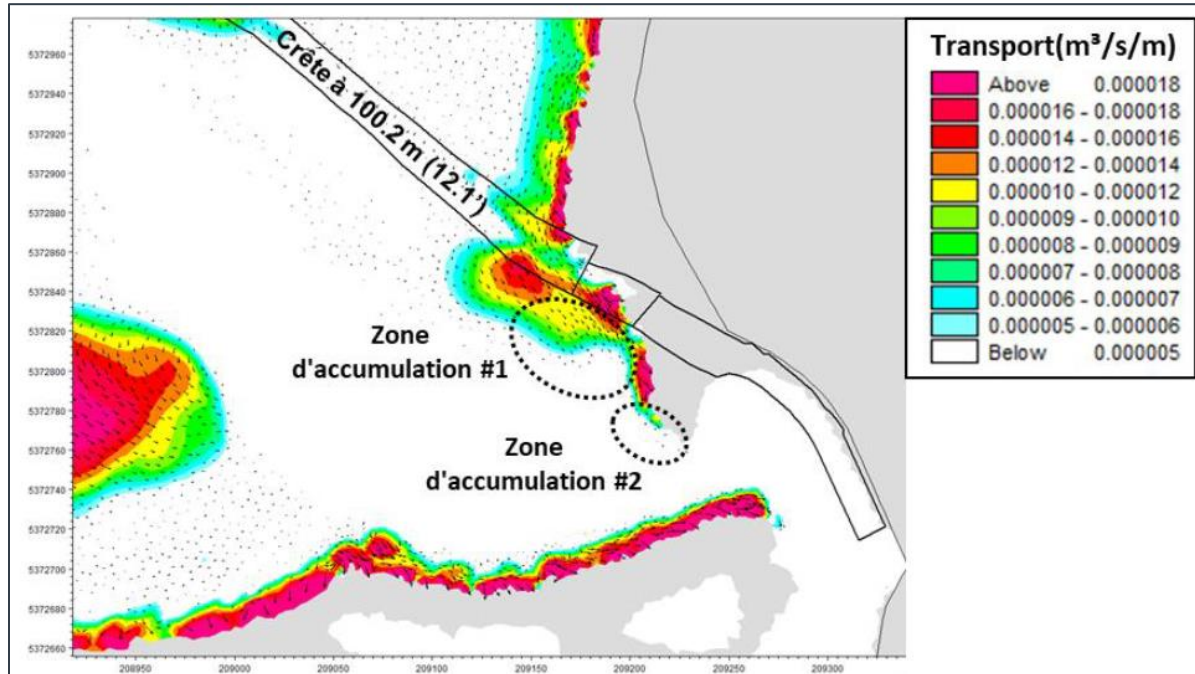 5372960
5372940
5372920
5372900
5372880
5372860
5372840
5372820
5372800
5372780
5372760
5372740
5372720
5372700
5372680
5372660
Crête à 100.2 m (12.1')
Zone
d'accumulation #1
Zone
d'accumulation #2
208950
209000
209050
209100
209150
209200
209250
209300
Transport(m³/s/m)
Above 0.000018
0.000016 - 0.000018
0.000014 - 0.000016
0.000012 - 0.000014
0.000010 - 0.000012
0.000009 - 0.000010
0.000008 - 0.000009
0.000007 - 0.000008
0.000006 - 0.000007
0.000005 - 0.000006
Below 0.000005